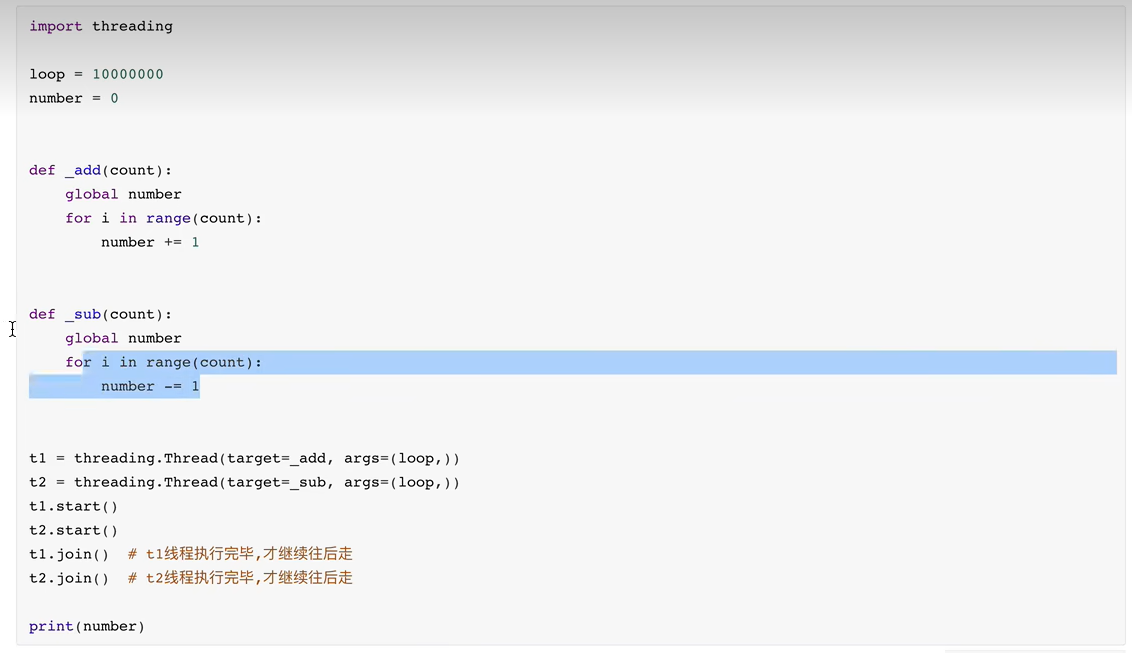 import threading
loop = 10000000
number = 0
def _add(count):
    global number
    for i in range(count):
        number += 1
def _sub(count):
    global number
    for i in range(count):
        number -= 1
t1 = threading.Thread(target=_add, args=(loop,))
t2 = threading.Thread(target=_sub, args=(loop,))
t1.start()
t2.start()
t1.join()  # t1线程执行完毕,才继续往后走
t2.join()  # t2线程执行完毕,才继续往后走
print(number)